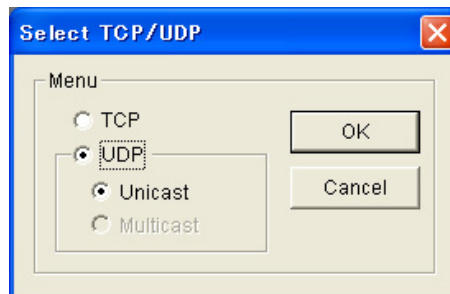 Select TCP/UDP
Menu
TCP
UDP
Unicast
Multicast
OK
Cancel